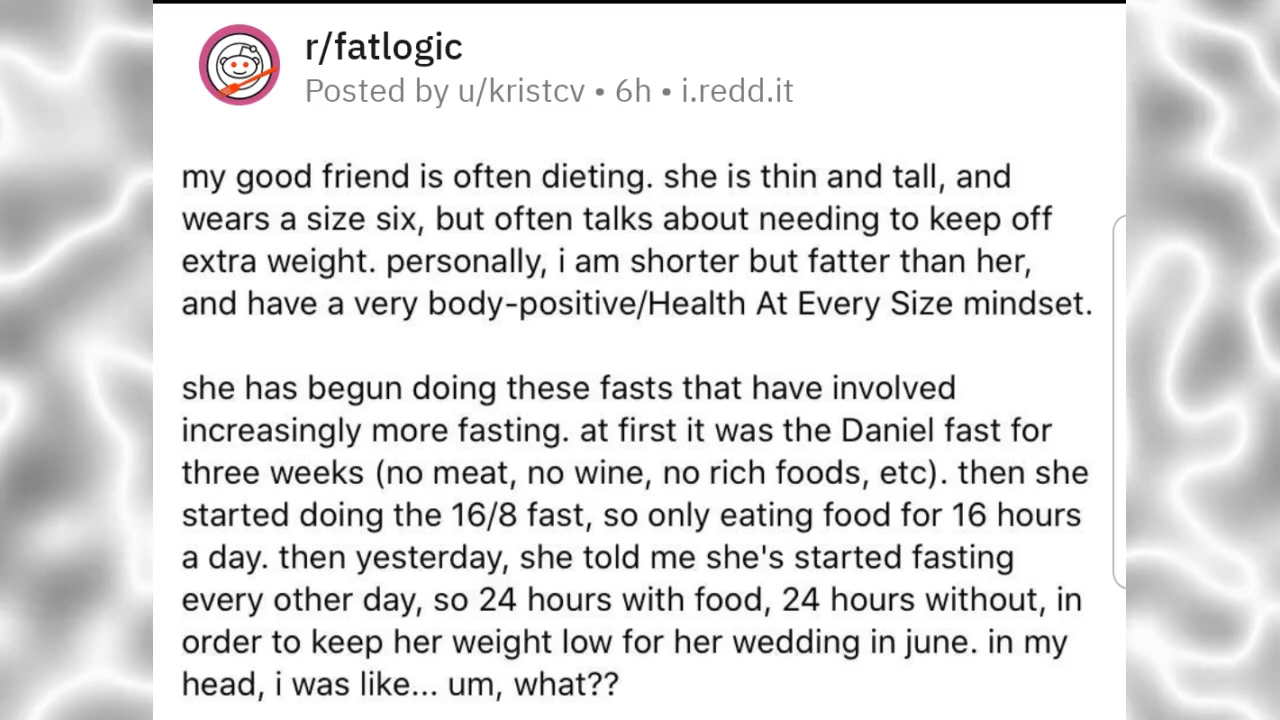 r/fatlogic
Posted by u/kristcv • 6h • i.redd.it
my good friend is often dieting. she is thin and tall, and
wears a size six, but often talks about needing to keep off
extra weight. personally, i am shorter but fatter than her,
and have a very body-positive/Health At Every Size mindset.
she has begun doing these fasts that have involved
increasingly more fasting. at first it was the Daniel fast for
three weeks (no meat, no wine, no rich foods, etc). then she
started doing the 16/8 fast, so only eating food for 16 hours
a day. then yesterday, she told me she's started fasting
every other day, so 24 hours with food, 24 hours without, in
order to keep her weight low for her wedding in june. in my
head, i was like... um, what??